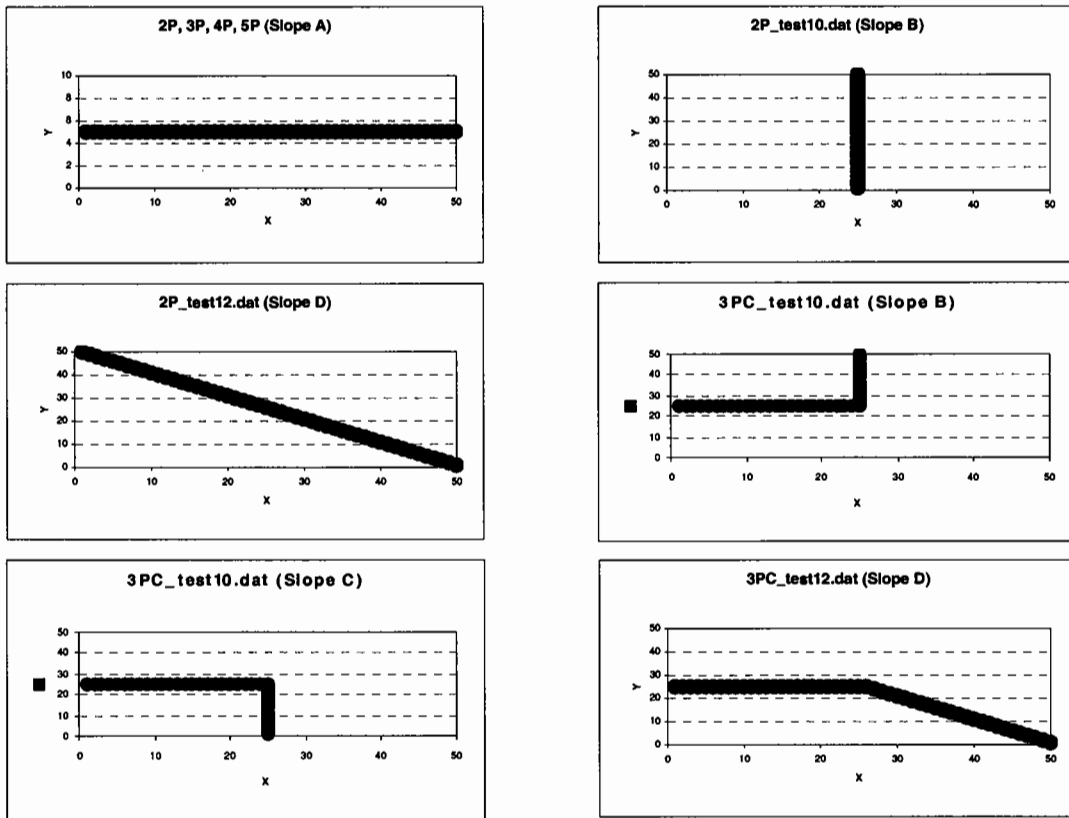 2P, 3P, 4P, 5P (Slope A)
10
8
6
4
2
0
Y
0 10 20 30 40 50
X
2P_test10.dat (Slope B)
50
40
30
20
10
0
Y
0 10 20 30 40 50
X
2P_test12.dat (Slope D)
50
40
30
20
10
0
Y
0 10 20 30 40 50
X
3PC_test10.dat (Slope B)
50
40
30
20
10
0
0 10 20 30 40 50
X
3PC_test10.dat (Slope C)
50
40
30
20
10
0
0 10 20 30 40 50
X
3PC_test12.dat (Slope D)
50
40
30
20
10
0
Y
0 10 20 30 40 50
X